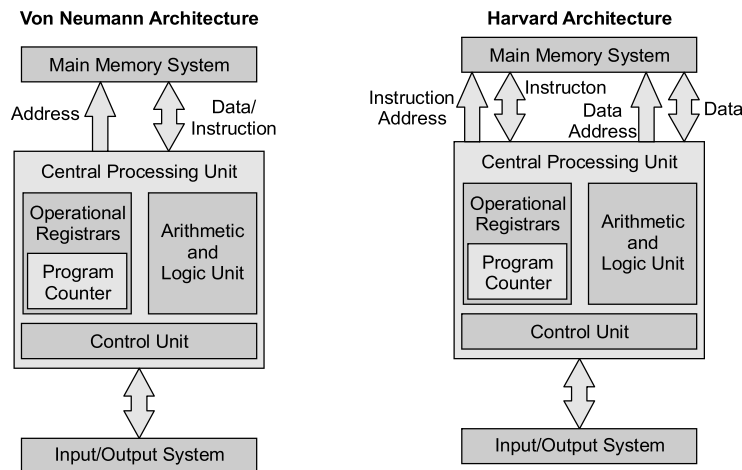 Von Neumann Architecture
Main Memory System
Address
Data/
Instruction
Central Processing Unit
Operational
Registrars
Program
Counter
Arithmetic
and
Logic Unit
Control Unit
Input/Output System
Harvard Architecture
Main Memory System
Instruction
Address
Instructon
Data
Address
Data
Central Processing Unit
Operational
Registrars
Program
Counter
Arithmetic
and
Logic Unit
Control Unit
Input/Output System